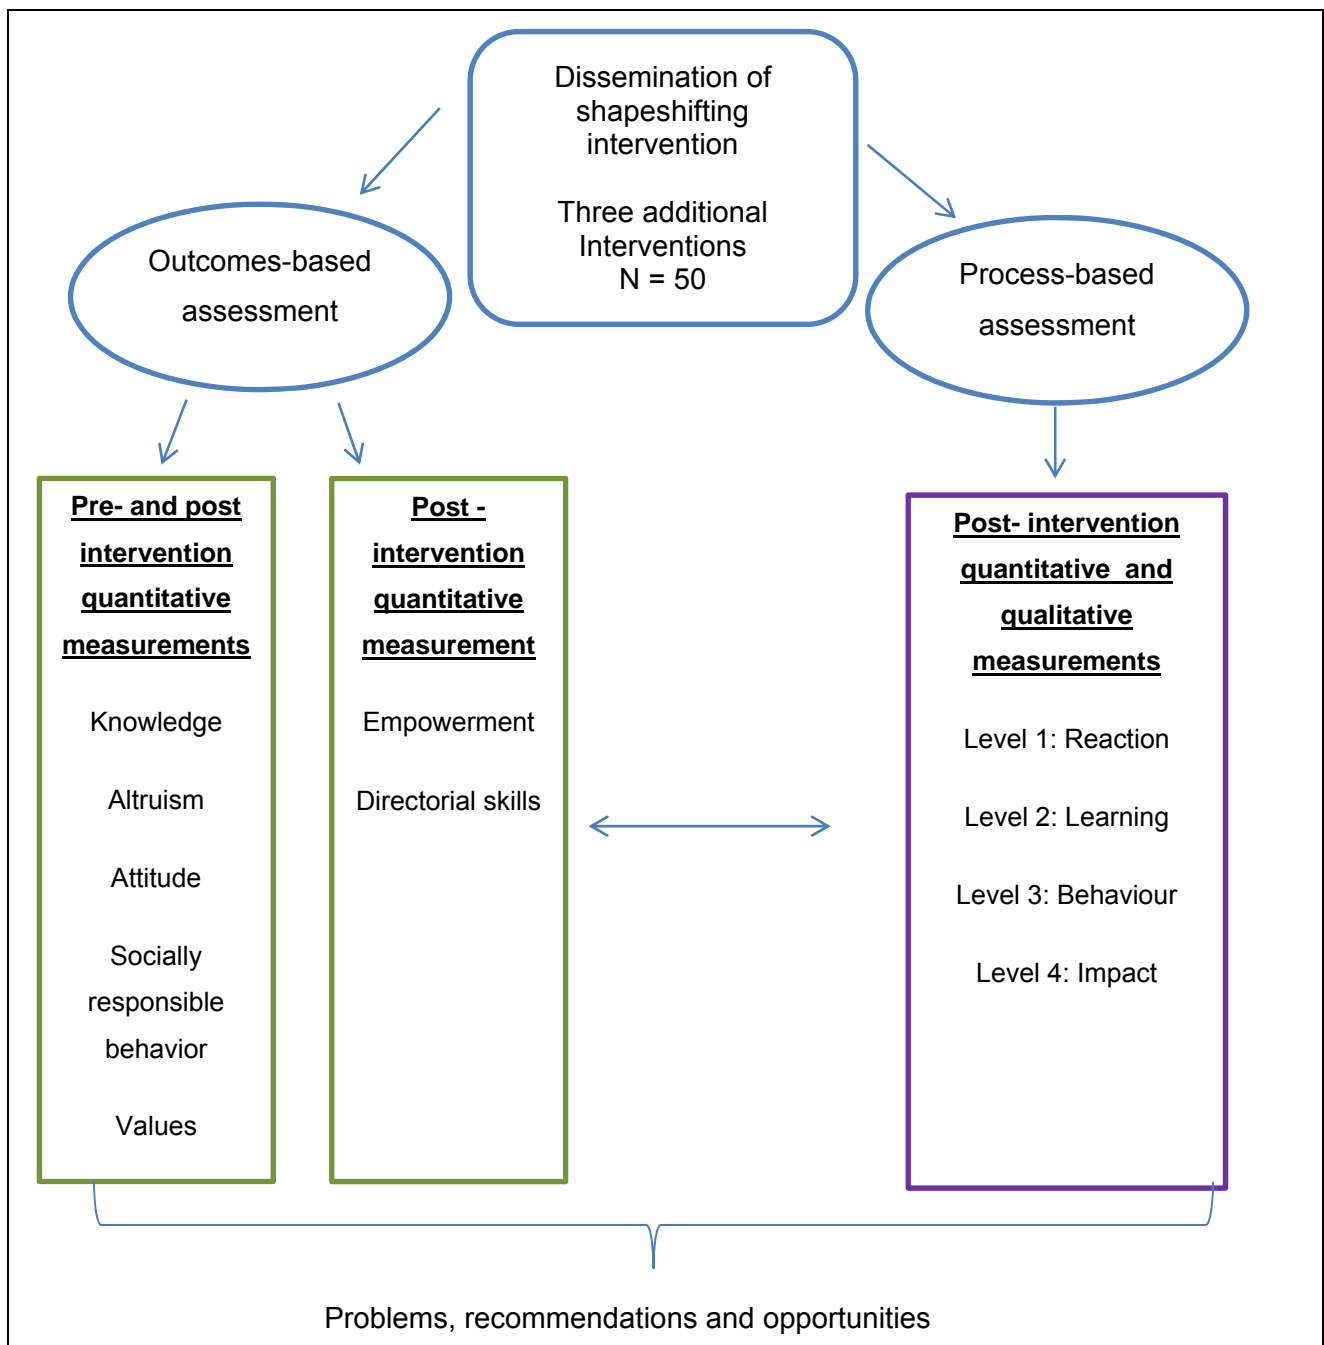 Dissemination of
shapeshifting
intervention
Three additional
Interventions
N = 50
Outcomes-based
assessment
Process-based
assessment
Pre- and post
intervention
quantitative
measurements
Knowledge
Altruism
Attitude
Socially
responsible
behavior
Values
Post -
intervention
quantitative
measurement
Empowerment
Directorial skills
Post- intervention
quantitative and
qualitative
measurements
Level 1: Reaction
Level 2: Learning
Level 3: Behaviour
Level 4: Impact
Problems, recommendations and opportunities